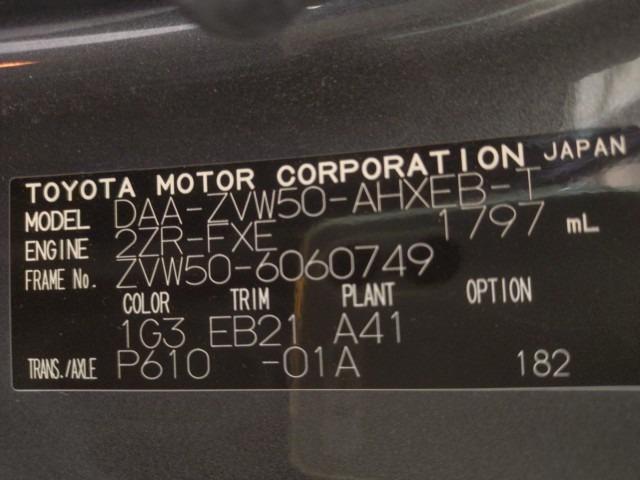 TOYOTA MOTOR CORPORATION JAPAN
MODEL DAA-ZVW50-AHXEB-T
ENGINE 2ZR-FXE 1797 mL
FRAME No. ZVW50-6060749
COLOR TRIM PLANT OPTION
1G3 EB21 A41
TRANS./AXLE P610 -01A 182